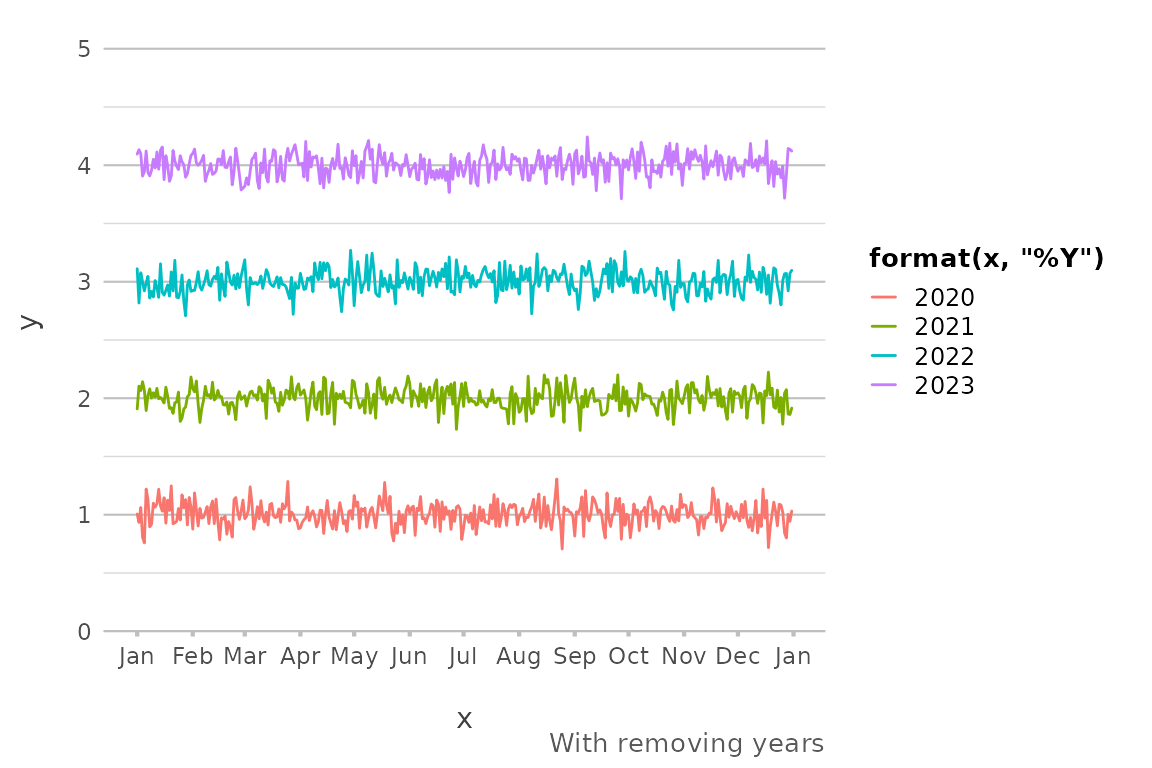 5
4
3
2
1
0
y
Jan Feb Mar Apr May Jun Jul Aug Sep Oct Nov Dec Jan
x
With removing years
format(x, "%Y")
2020
2021
2022
2023